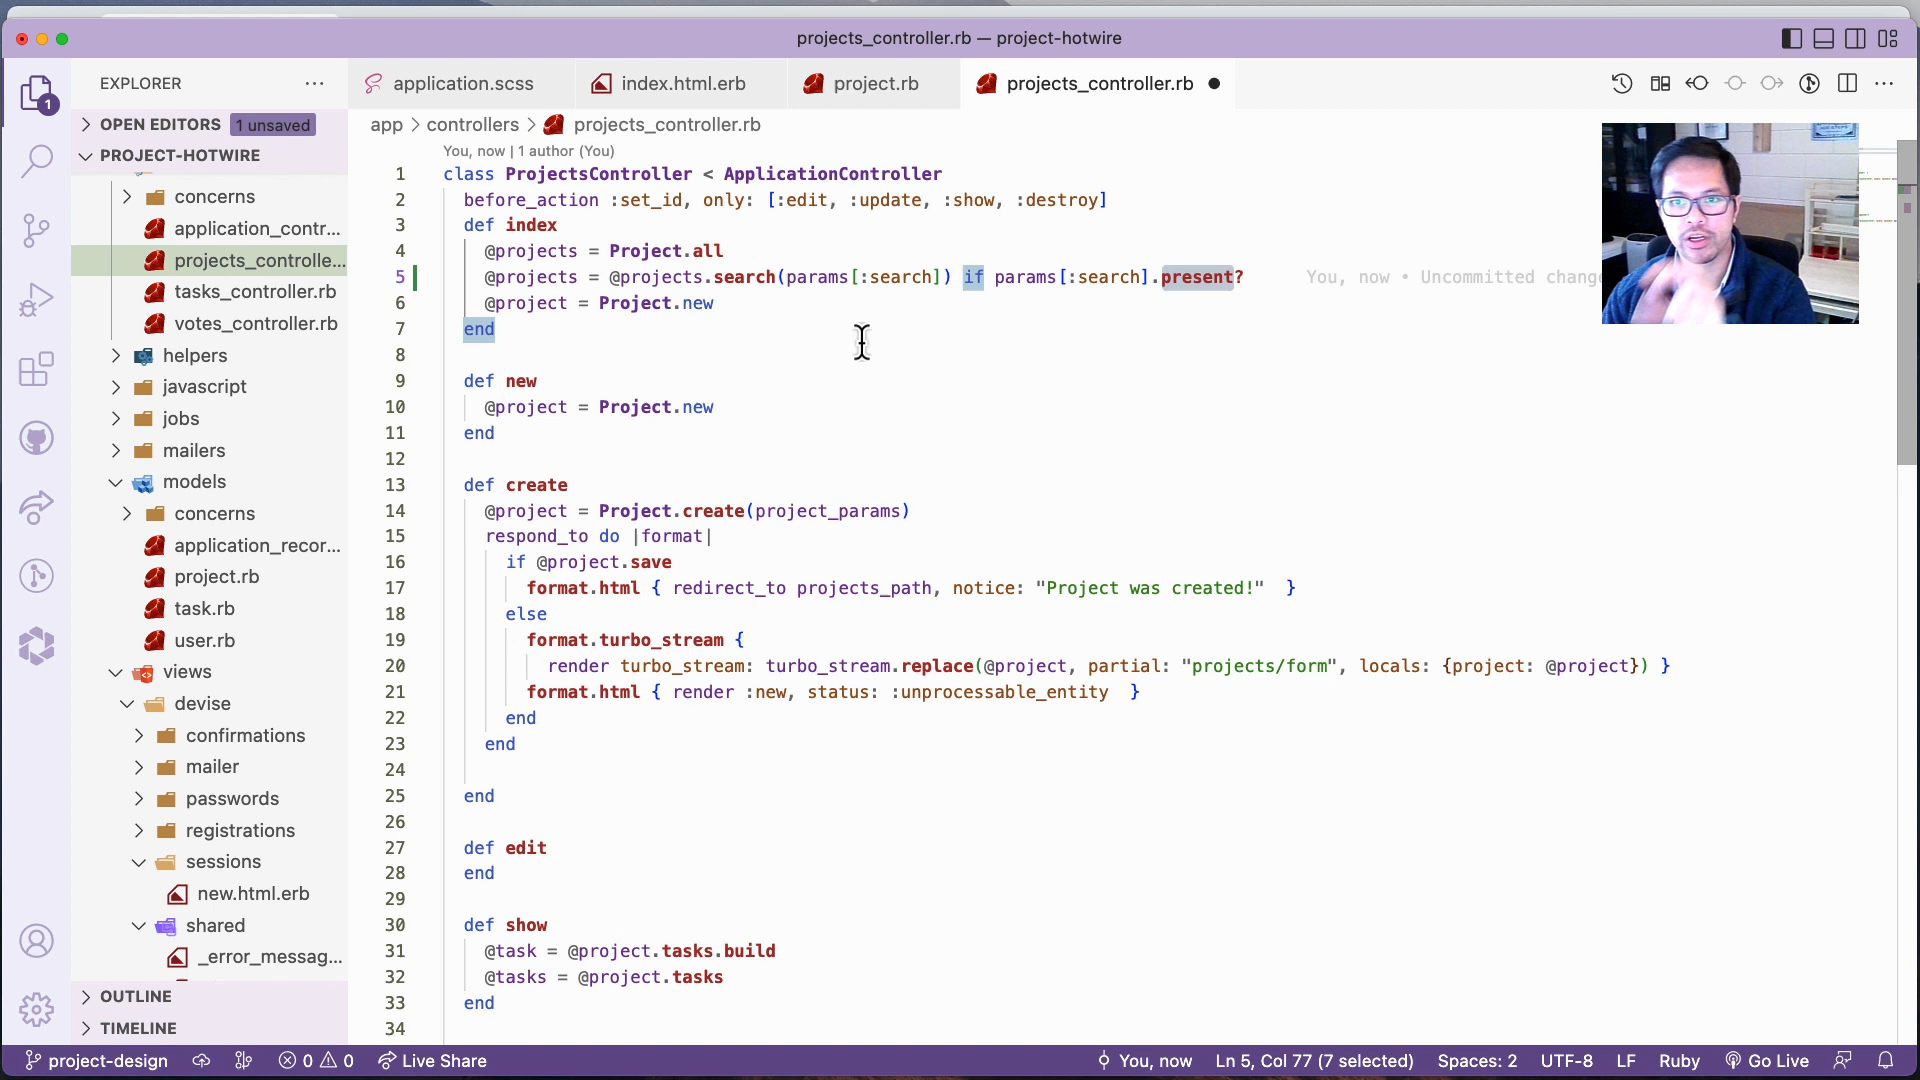 projects_controller.rb — project-hotwire
EXPLORER
application.scss
index.html.erb
project.rb
projects_controller.rb
OPEN EDITORS
1 unsaved
PROJECT-HOTWIRE
concerns
application_contr...
projects_controlle...
tasks_controller.rb
votes_controller.rb
helpers
javascript
jobs
mailers
models
concerns
application_recor...
project.rb
task.rb
user.rb
views
devise
confirmations
mailer
passwords
registrations
sessions
new.html.erb
shared
_error_messag...
OUTLINE
TIMELINE
app > controllers > projects_controller.rb
You, now | 1 author (You)
1 class ProjectsController < ApplicationController
2 before_action :set_id, only: [:edit, :update, :show, :destroy]
3 def index
4 @projects = Project.all
5 @projects = @projects.search(params[:search]) if params[:search].present? You, now • Uncommitted chang
6 @project = Project.new
7 end
8
9 def new
10 @project = Project.new
11 end
12
13 def create
14 @project = Project.create(project_params)
15 respond_to do |format|
16 if @project.save
17 format.html { redirect_to projects_path, notice: "Project was created!"  }
18 else
19 format.turbo_stream {
20 render turbo_stream: turbo_stream.replace(@project, partial: "projects/form", locals: {project: @project}) }
21 format.html { render :new, status: :unprocessable_entity  }
22 end
23 end
24
25 end
26
27 def edit
28 end
29
30 def show
31 @task = @project.tasks.build
32 @tasks = @project.tasks
33 end
34
1
project-design
0
0
Live Share
You, now
Ln 5, Col 77 (7 selected)
Spaces: 2
UTF-8
LF
Ruby
Go Live